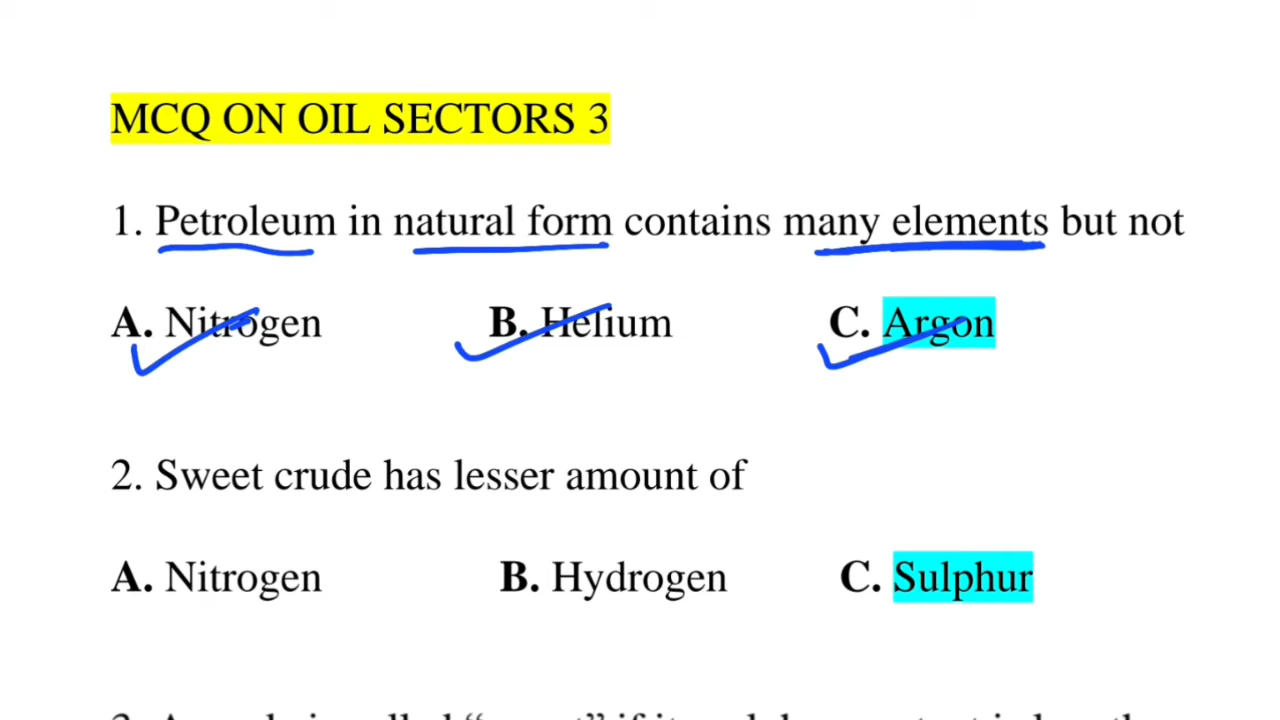 MCQ ON OIL SECTORS 3
1. Petroleum in natural form contains many elements but not
A. Nitrogen B. Helium C. Argon
2. Sweet crude has lesser amount of
A. Nitrogen B. Hydrogen C. Sulphur